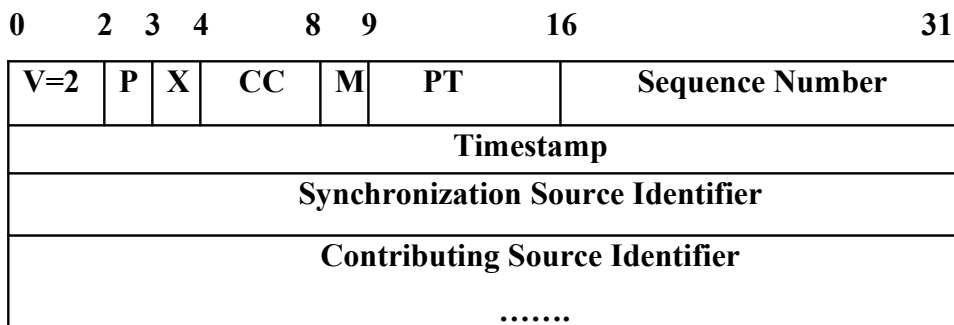 0 2 3 4 8 9 16 31
V=2 P X CC M PT Sequence Number
Timestamp
Synchronization Source Identifier
Contributing Source Identifier
.......